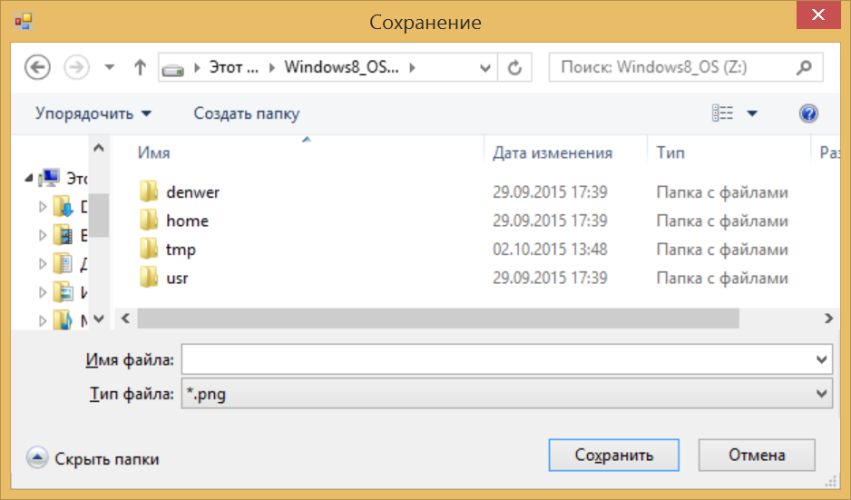 Сохранение
Этот ... Windows8_OS... Поиск: Windows8_OS (Z:)
Упорядочить Создать папку
Имя Дата изменения Тип Раз
Этс
denwer 29.09.2015 17:39 Папка с файлами
home 29.09.2015 17:39 Папка с файлами
tmp 02.10.2015 13:48 Папка с файлами
usr 29.09.2015 17:39 Папка с файлами
Имя файла:
Тип файла: *.png
Скрыть папки Сохранить Отмена